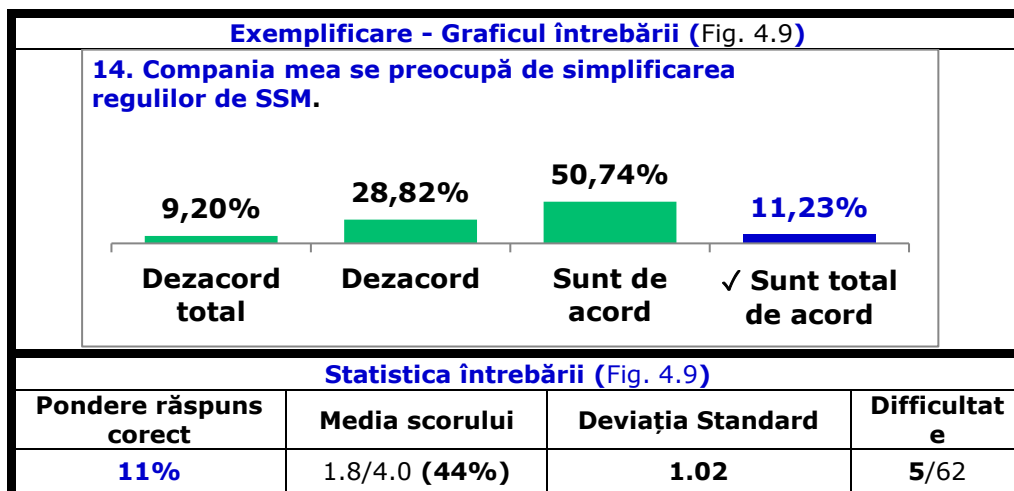 Exemplificare - Graficul întrebării (Fig. 4.9)
14. Compania mea se preocupă de simplificarea
regulilor de SSM.
9,20%
28,82%
50,74%
11,23%
Dezacord
total
Dezacord
Sunt de
acord
✓ Sunt total
de acord
Statistica întrebării (Fig. 4.9)
Pondere răspuns
corect
Media scorului
Deviația Standard
Difficultat
e
11%
1.8/4.0 (44%)
1.02
5/62